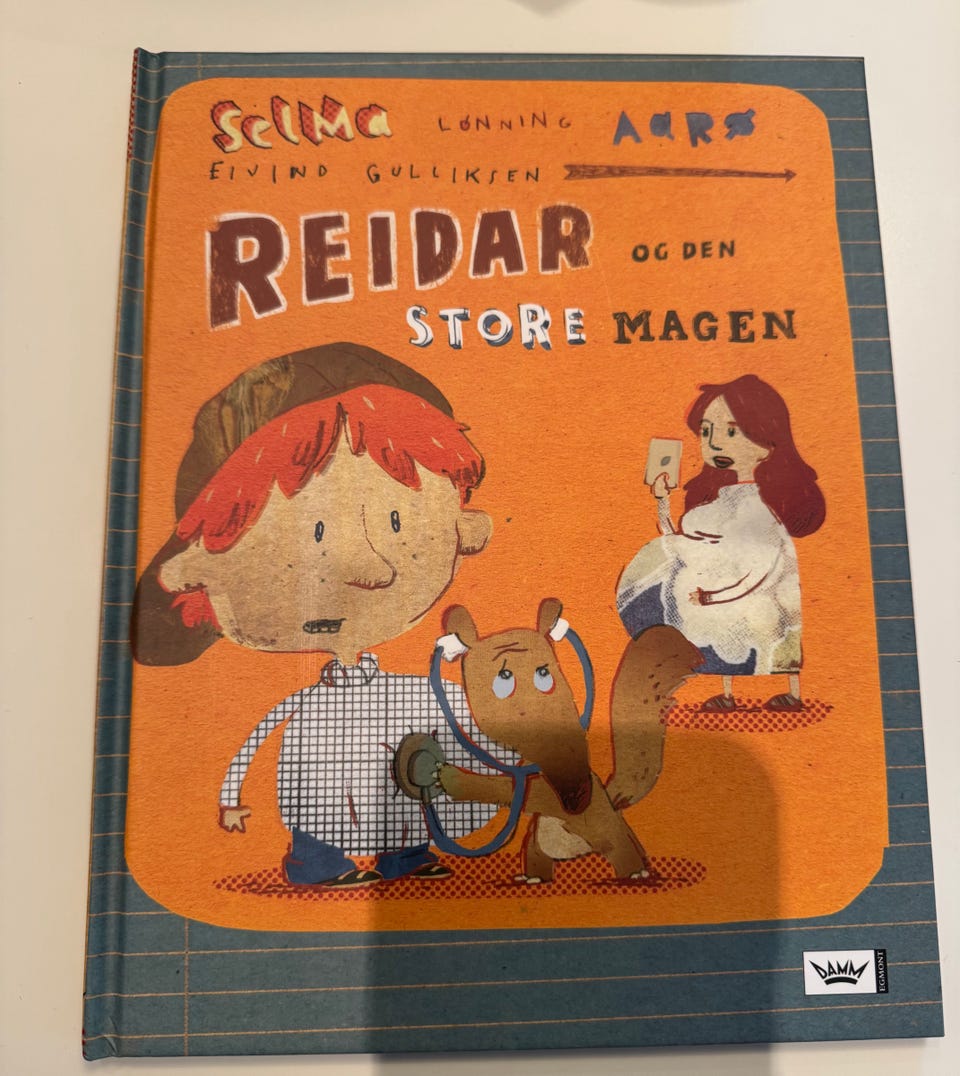 Selma LØNNING AARØ
EIVIND GULLIKSEN
REIDAR OG DEN
STORE MAGEN
DAMM
EGMONT